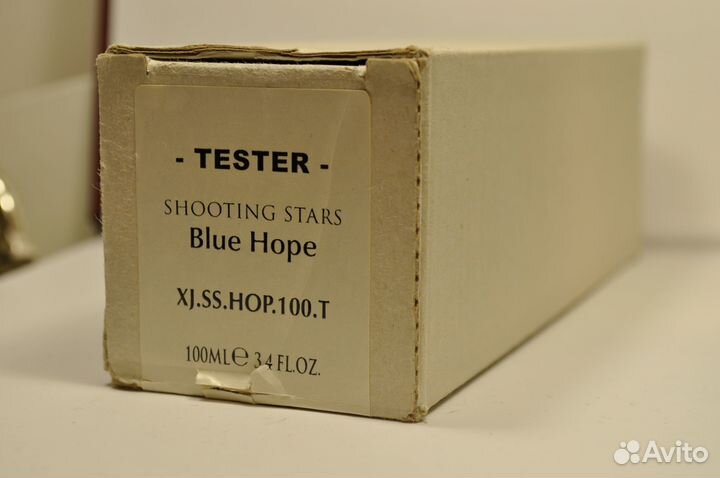 - TESTER -
SHOOTING STARS
Blue Hope
XJ.SS.HOP.100.T
100ML ℮ 3.4 FL.OZ.
Avito